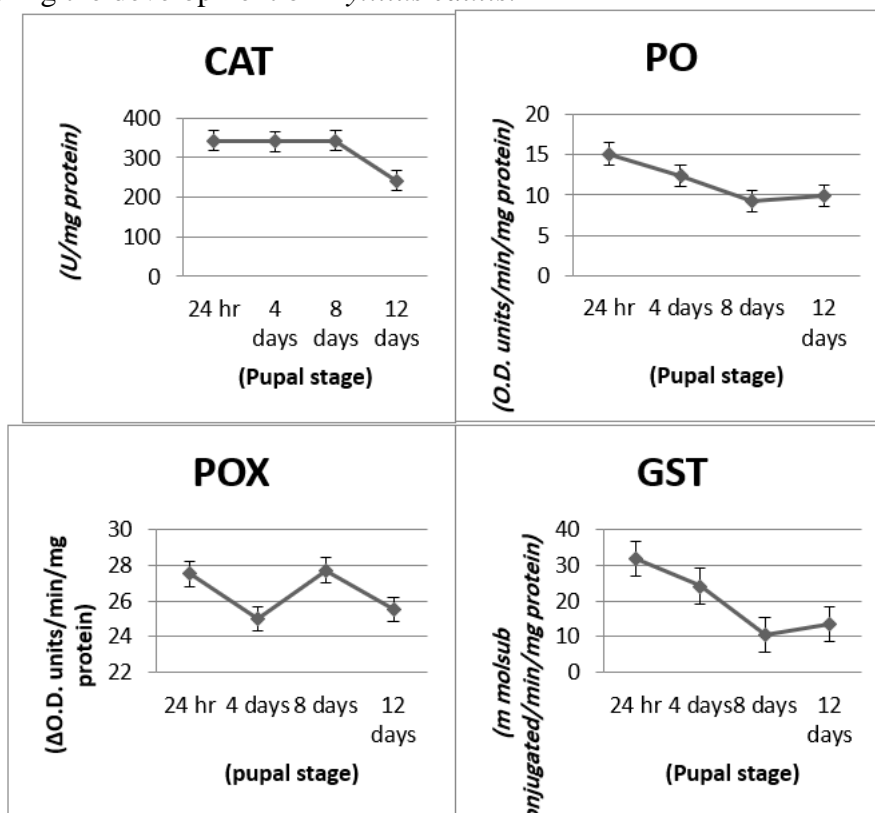 ng the development of
CAT
(U/mg protein)
400
300
200
100
0
24 hr 4 days 8 days 12 days
(Pupal stage)
PO
(O.D. units/min/mg protein)
20
15
10
5
0
24 hr 4 days 8 days 12 days
(Pupal stage)
POX
(ΔO.D. units/min/mg protein)
30
28
26
24
22
24 hr 4 days 8 days 12 days
(pupal stage)
GST
(m molsub
onjugated/min/mg protein)
40
30
20
10
0
24 hr 4 days 8 days 12 days
(Pupal stage)